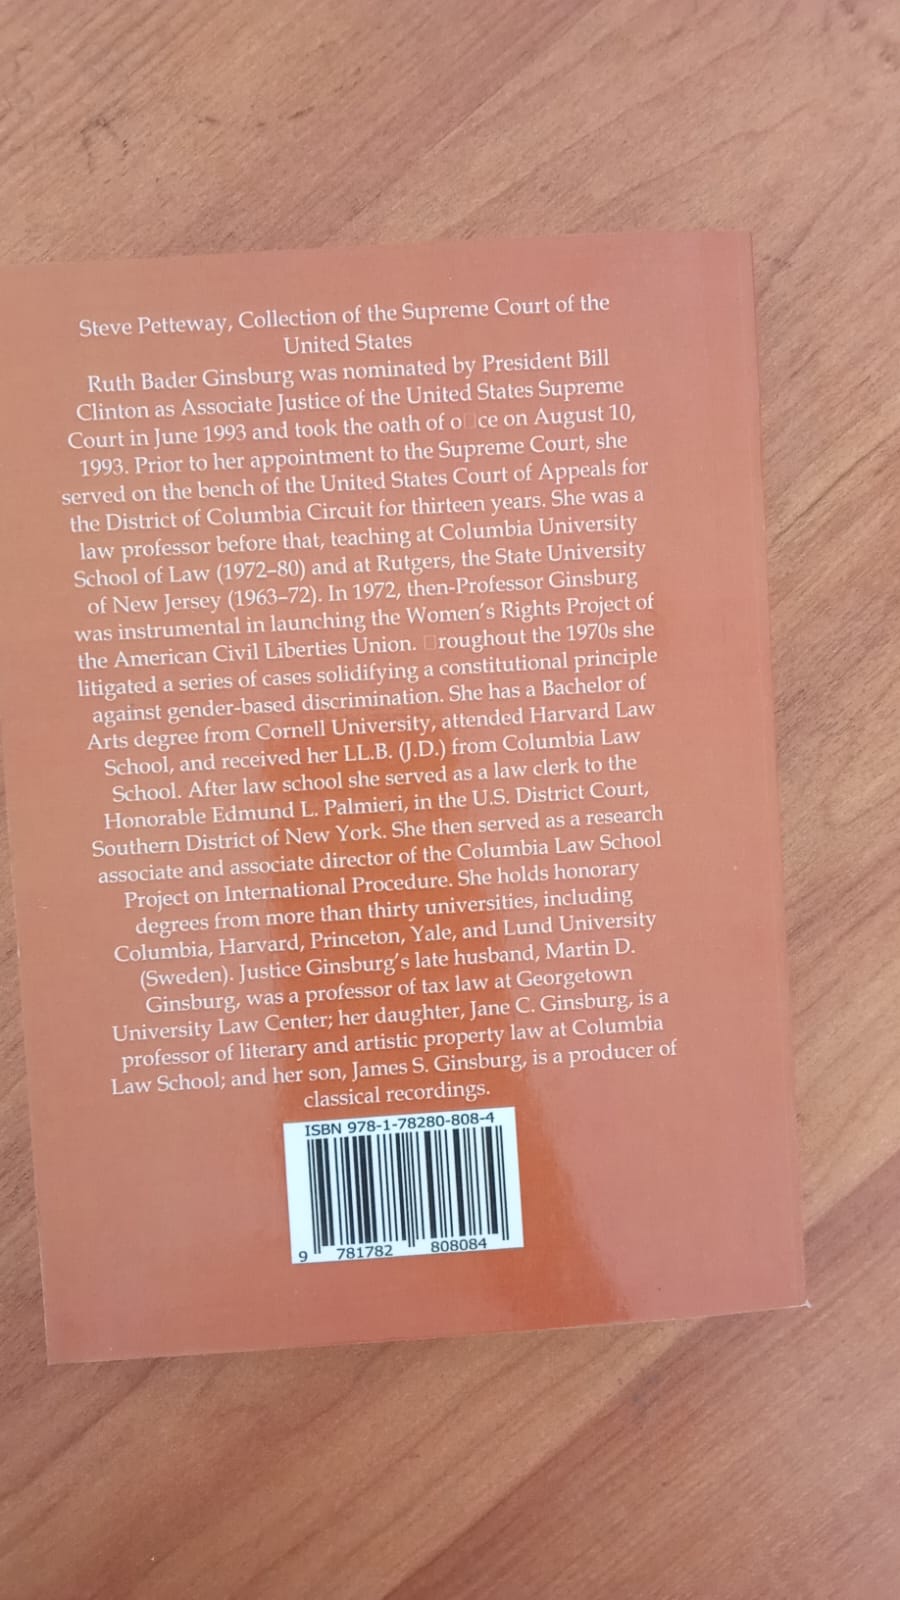 Steve Petteway, Collection of the Supreme Court of the
United States
Ruth Bader Ginsburg was nominated by President Bill
Clinton as Associate Justice of the United States Supreme
Court in June 1993 and took the oath of o□ce on August 10,
1993. Prior to her appointment to the Supreme Court, she
served on the bench of the United States Court of Appeals for
the District of Columbia Circuit for thirteen years. She was a
law professor before that, teaching at Columbia University
School of Law (1972–80) and at Rutgers, the State University
of New Jersey (1963–72). In 1972, then-Professor Ginsburg
was instrumental in launching the Women's Rights Project of
the American Civil Liberties Union. □roughout the 1970s she
litigated a series of cases solidifying a constitutional principle
against gender-based discrimination. She has a Bachelor of
Arts degree from Cornell University, attended Harvard Law
School, and received her LL.B. (J.D.) from Columbia Law
School. After law school she served as a law clerk to the
Honorable Edmund L. Palmieri, in the U.S. District Court,
Southern District of New York. She then served as a research
associate and associate director of the Columbia Law School
Project on International Procedure. She holds honorary
degrees from more than thirty universities, including
Columbia, Harvard, Princeton, Yale, and Lund University
(Sweden). Justice Ginsburg's late husband, Martin D.
Ginsburg, was a professor of tax law at Georgetown
University Law Center; her daughter, Jane C. Ginsburg, is a
professor of literary and artistic property law at Columbia
Law School; and her son, James S. Ginsburg, is a producer of
classical recordings.
ISBN 978-1-78280-808-4
9 781782 808084